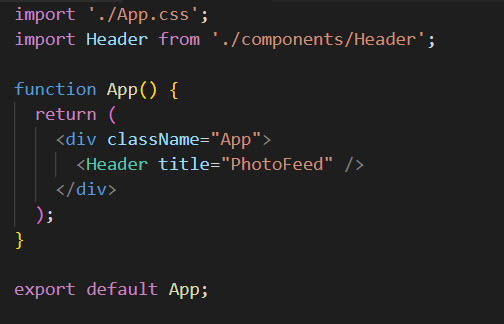 import './App.css';
import Header from './components/Header';

function App() {
  return (
    <div className="App">
      <Header title="PhotoFeed" />
    </div>
  );
}

export default App;